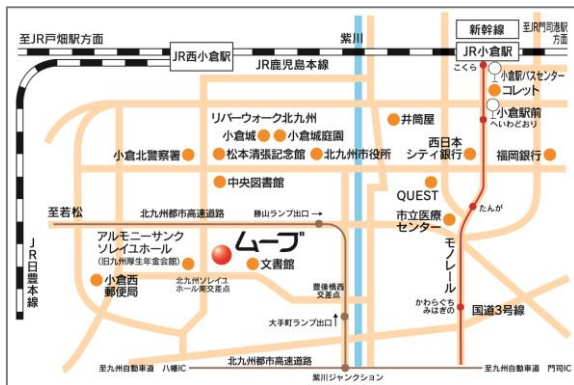 新幹線
至JR門司港駅
方面
至JR戸畑駅方面
紫川
JR西小倉駅
JR小倉駅
JR鹿児島本線
こくら
小倉駅バスセンター
コレット
リバーウォーク北九州
井筒屋
小倉駅前
へいわどおり
小倉城
小倉城庭園
小倉北警察署
松本清張記念館
北九州市役所
西日本
シティ銀行
福岡銀行
中央図書館
QUEST
至若松
北九州都市高速道路
勝山ランプ出口→
市立医療
センター
たんが
アルモニーサンク
ソレイユホール
(旧九州厚生年金会館)
ムーブ
文書館
モノレール
JR日豊本線
小倉西
郵便局
北九州ソレイユ
ホール南交差点
豊後橋西
交差点
かわらぐち
みはぎの
国道3号線
大手町ランプ出口↑
北九州都市高速道路
至九州自動車道 八幡IC
紫川ジャンクション
至九州自動車道 門司IC